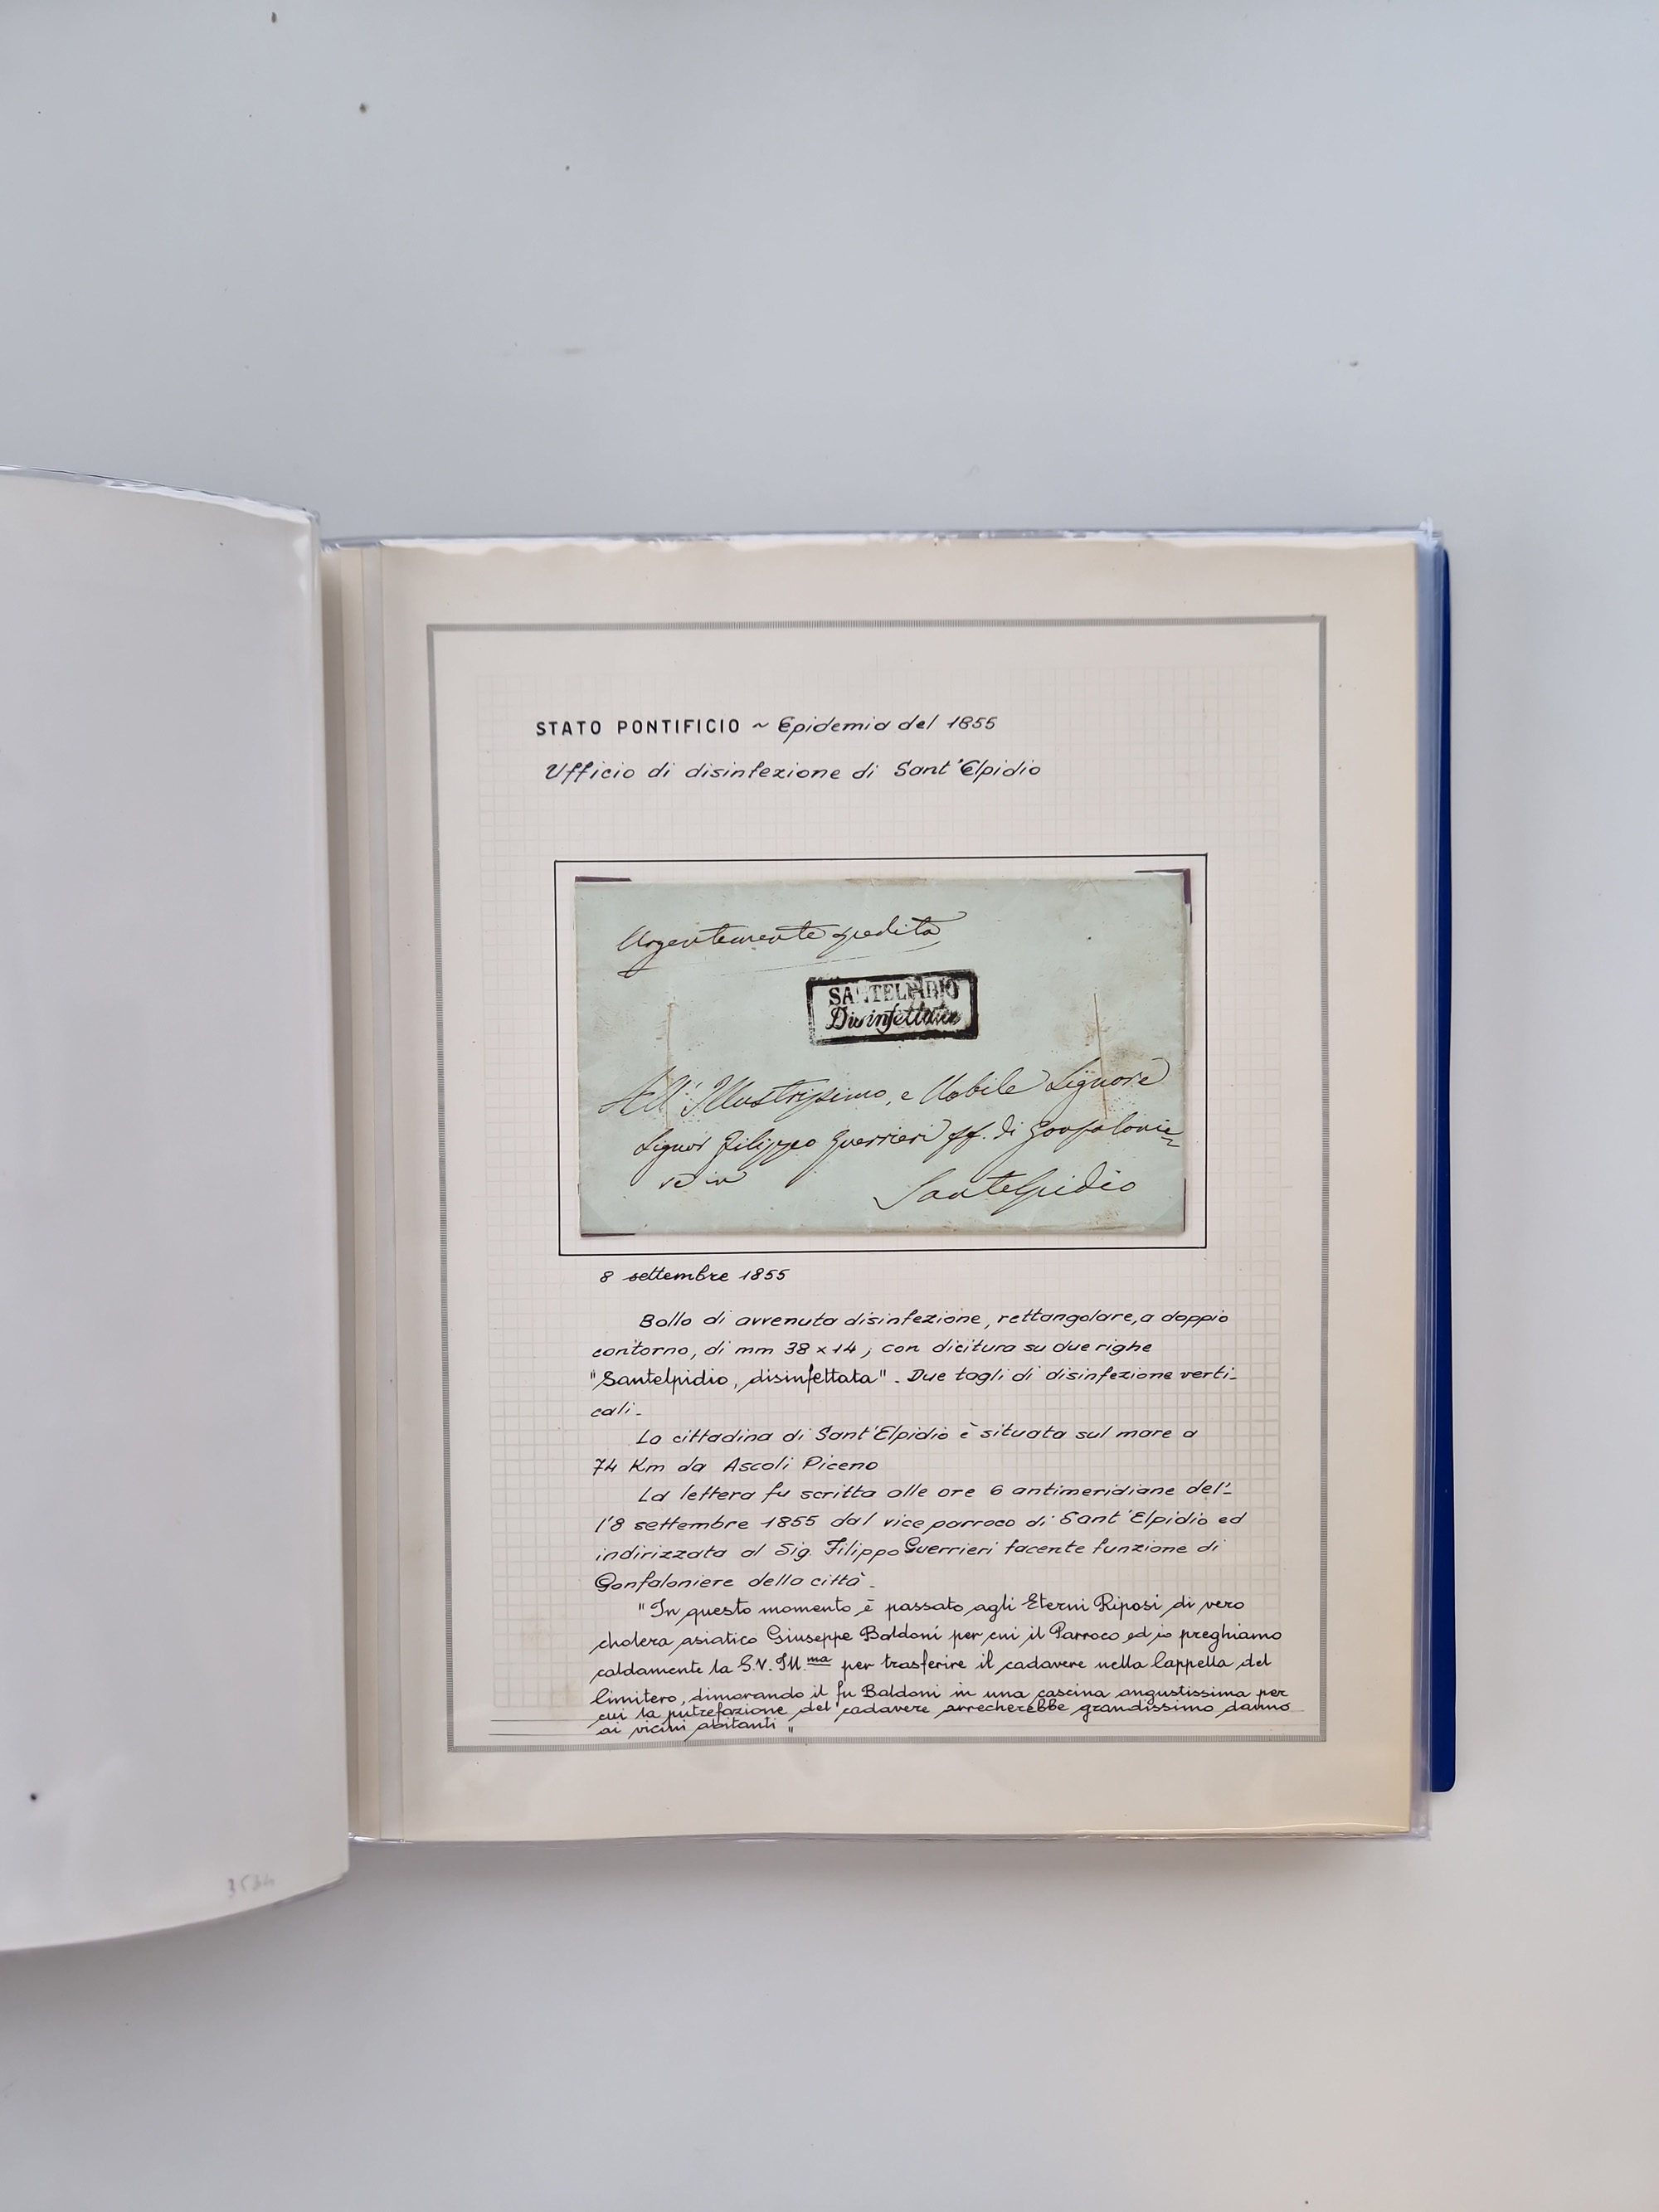 STATO PONTIFICIO ~ Epidemia del 1855
Ufficio di disinfezione di Sant'Elpidio
Urgentemente spedita
SANTELPIDIO
Disinfettata
All' Illustrissimo, e Nobile Signore
Signor Filippo Guerrieri ff. di Gonfalonie=
re in
Santelpidio
8 settembre 1855
Bollo di avvenuta disinfezione, rettangolare, a doppio
contorno, di mm 38 x 14, con dicitura su due righe
"Santelpidio, disinfettata". Due tagli di disinfezione verti-
cali.
La cittadina di Sant'Elpidio è situata sul mare a
74 Km da Ascoli Piceno
La lettera fu scritta alle ore 6 antimeridiane del'-
l'8 settembre 1855 dal vice parroco di Sant'Elpidio ed
indirizzata al Sig. Filippo Guerrieri facente funzione di
Gonfaloniere della città.
"In questo momento è passato agli Eterni Riposi di vero
cholera asiatico Giuseppe Baldoni per cui il Parroco ed io preghiamo
caldamente la S.V. Ill.ma per trasferire il cadavere nella Cappella del
Cimitero, dimorando il fu Baldoni in una cascina angustissima per
cui la putrefazione del cadavere arrecherebbe grandissimo danno
ai vicini abitanti"